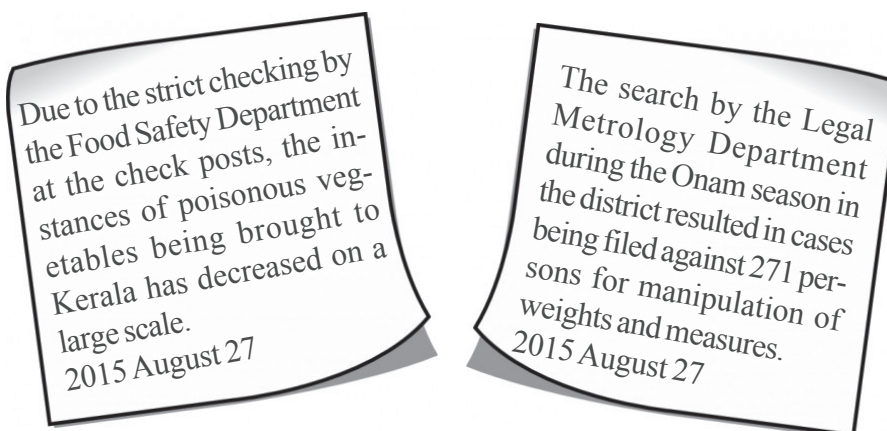 Due to the strict checking by
the Food Safety Department
at the check posts, the in-
stances of poisonous veg-
etables being brought to
Kerala has decreased on a
large scale.
2015 August 27
The search by the Legal
Metrology Department
during the Onam season in
the district resulted in cases
being filed against 271 per-
sons for manipulation of
weights and measures.
2015 August 27